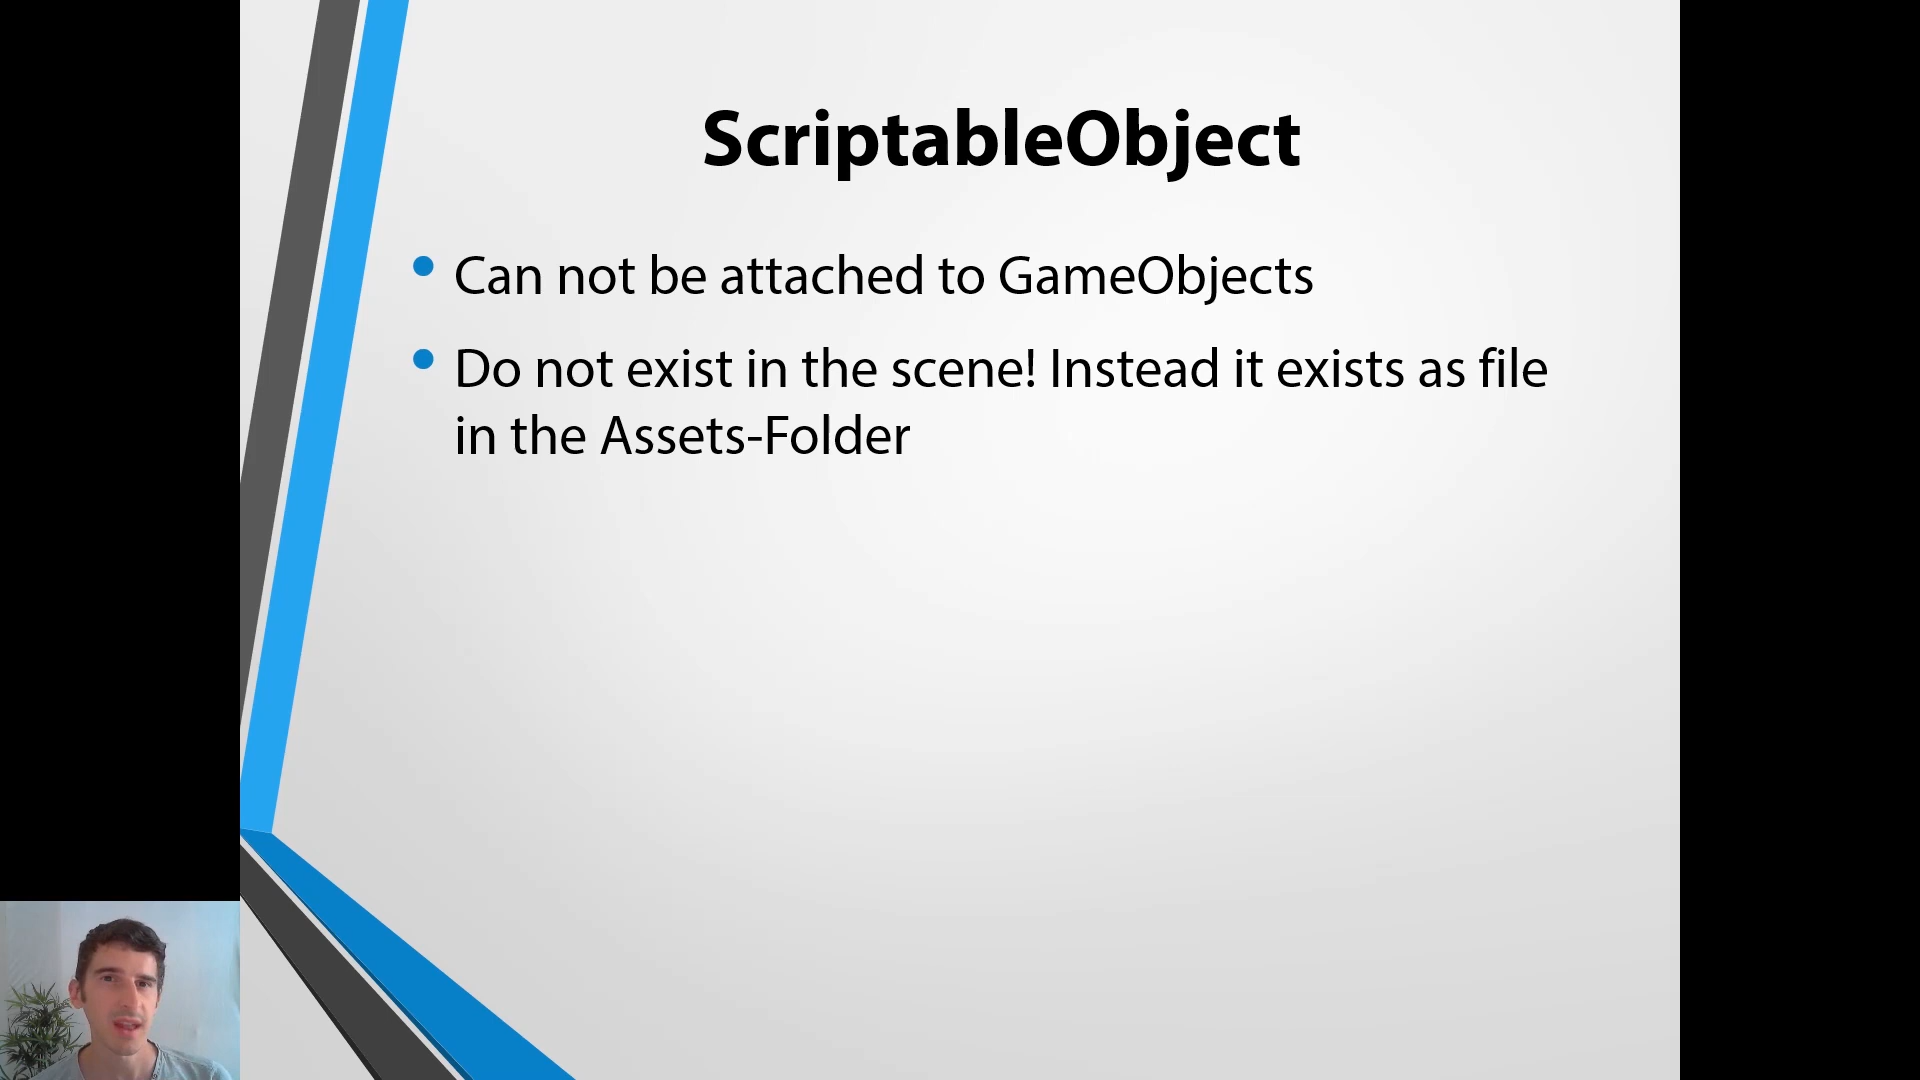 ScriptableObject
• Can not be attached to GameObjects
• Do not exist in the scene! Instead it exists as file
in the Assets-Folder